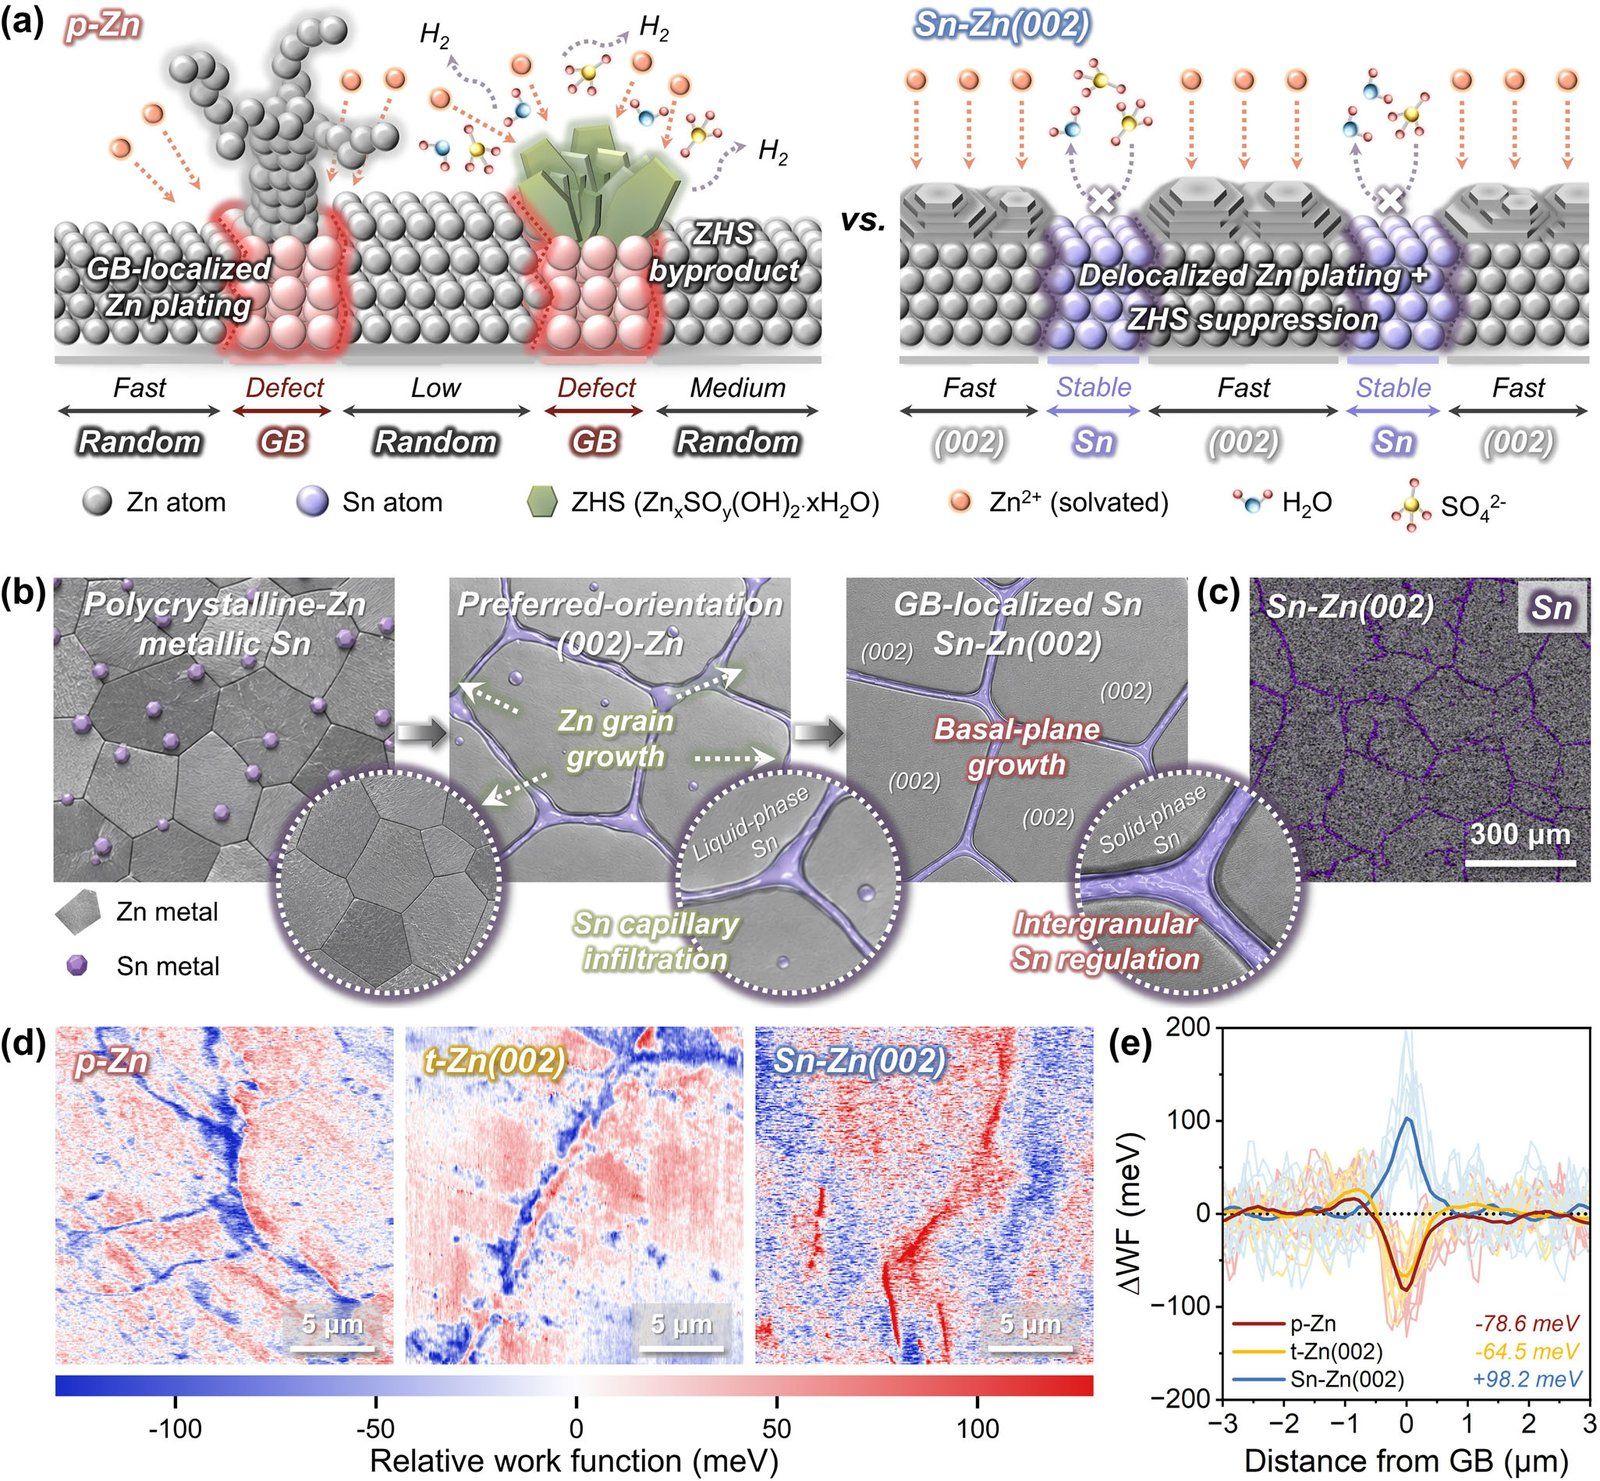 (a)
p-Zn
H2
H2
H2
GB-localized
Zn plating
ZHS
byproduct
Fast
Defect
Low
Defect
Medium
Random
GB
Random
GB
Random
vs.
Sn-Zn(002)
Delocalized Zn plating +
ZHS suppression
Fast
Stable
Fast
Stable
Fast
(002)
Sn
(002)
Sn
(002)
Zn atom
Sn atom
ZHS (ZnxSOy(OH)2·xH2O)
Zn2+ (solvated)
H2O
SO42-
(b)
Polycrystalline-Zn
metallic Sn
Zn metal
Sn metal
Preferred-orientation
(002)-Zn
Zn grain
growth
Liquid-phase
Sn
Sn capillary
infiltration
GB-localized Sn
Sn-Zn(002)
(002)
(002)
Basal-plane
growth
(002)
(002)
Solid-phase
Sn
Intergranular
Sn regulation
(c)
Sn-Zn(002)
Sn
300 µm
(d)
p-Zn
5 µm
t-Zn(002)
5 µm
Sn-Zn(002)
5 µm
-100
-50
0
50
100
Relative work function (meV)
(e)
200
100
0
−100
−200
ΔWF (meV)
p-Zn -78.6 meV
t-Zn(002) -64.5 meV
Sn-Zn(002) +98.2 meV
−3 −2 −1 0 1 2 3
Distance from GB (µm)